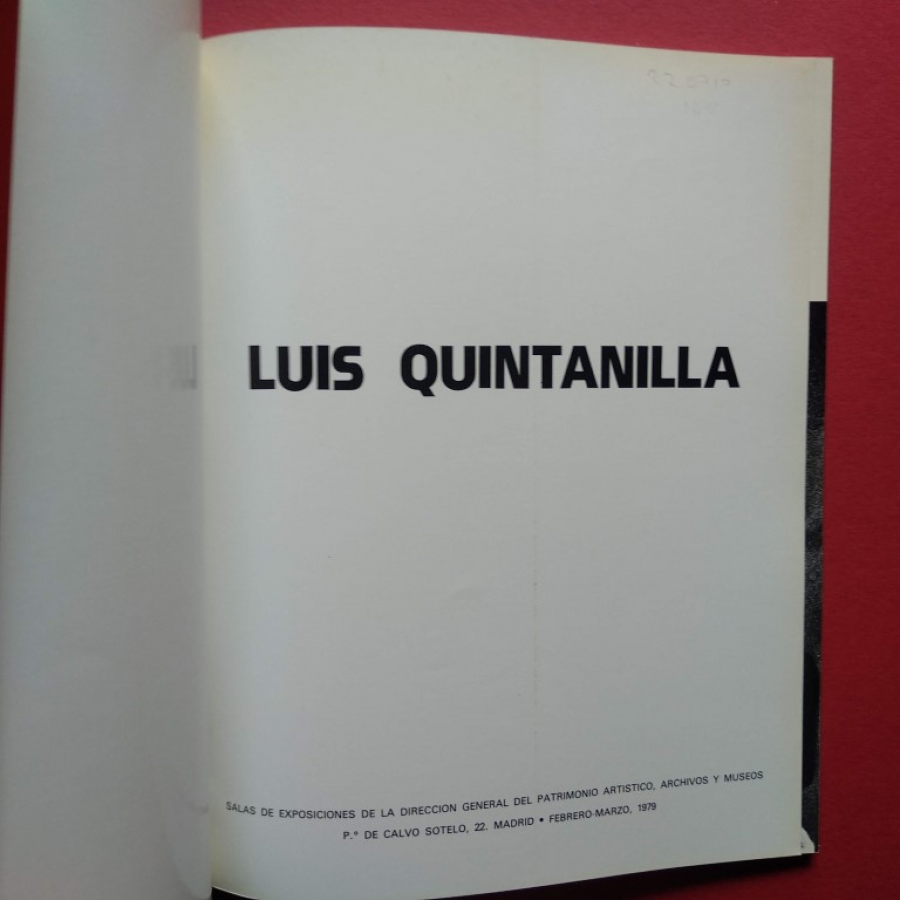 LUIS QUINTANILLA
SALAS DE EXPOSICIONES DE LA DIRECCION GENERAL DEL PATRIMONIO ARTISTICO, ARCHIVOS Y MUSEOS
P.º DE CALVO SOTELO, 22. MADRID • FEBRERO-MARZO, 1979